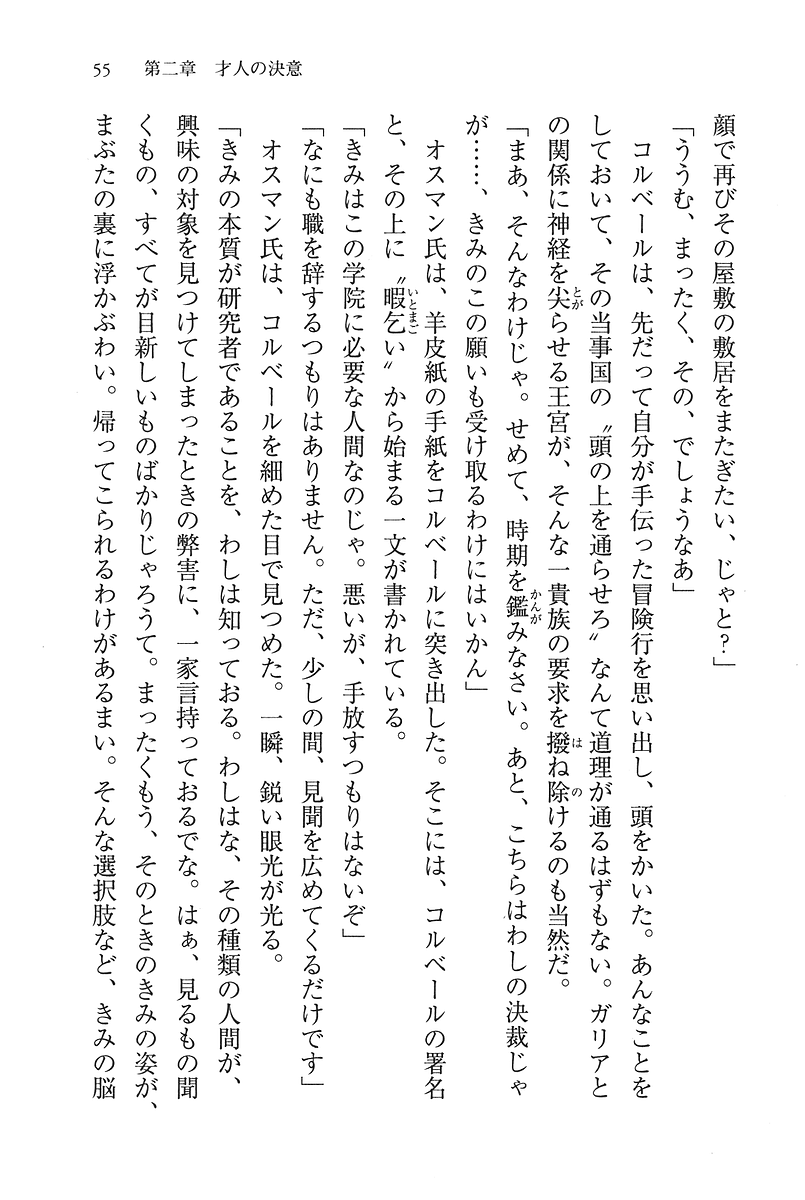 55　第二章　才人の決意
顔で再びその屋敷の敷居をまたぎたい、じゃと？」
「ううむ、まったく、その、でしょうなあ」
　コルベールは、先だって自分が手伝った冒険行を思い出し、頭をかいた。あんなことを
しておいて、その当事国の〝頭の上を通らせろ〟なんて道理が通るはずもない。ガリアと
の関係に神経を尖らせる王宮が、そんな一貴族の要求を撥ね除けるのも当然だ。
「まあ、そんなわけじゃ。せめて、時期を鑑みなさい。あと、こちらはわしの決裁じゃ
が……、きみのこの願いも受け取るわけにはいかん」
　オスマン氏は、羊皮紙の手紙をコルベールに突き出した。そこには、コルベールの署名
と、その上に〝暇乞い〟から始まる一文が書かれている。
「きみはこの学院に必要な人間なのじゃ。悪いが、手放すつもりはないぞ」
「なにも職を辞するつもりはありません。ただ、少しの間、見聞を広めてくるだけです」
　オスマン氏は、コルベールを細めた目で見つめた。一瞬、鋭い眼光が光る。
「きみの本質が研究者であることを、わしは知っておる。わしはな、その種類の人間が、
興味の対象を見つけてしまったときの弊害に、一家言持っておるでな。はぁ、見るもの聞
くもの、すべてが目新しいものばかりじゃろうて。まったくもう、そのときのきみの姿が、
まぶたの裏に浮かぶわい。帰ってこられるわけがあるまい。そんな選択肢など、きみの脳